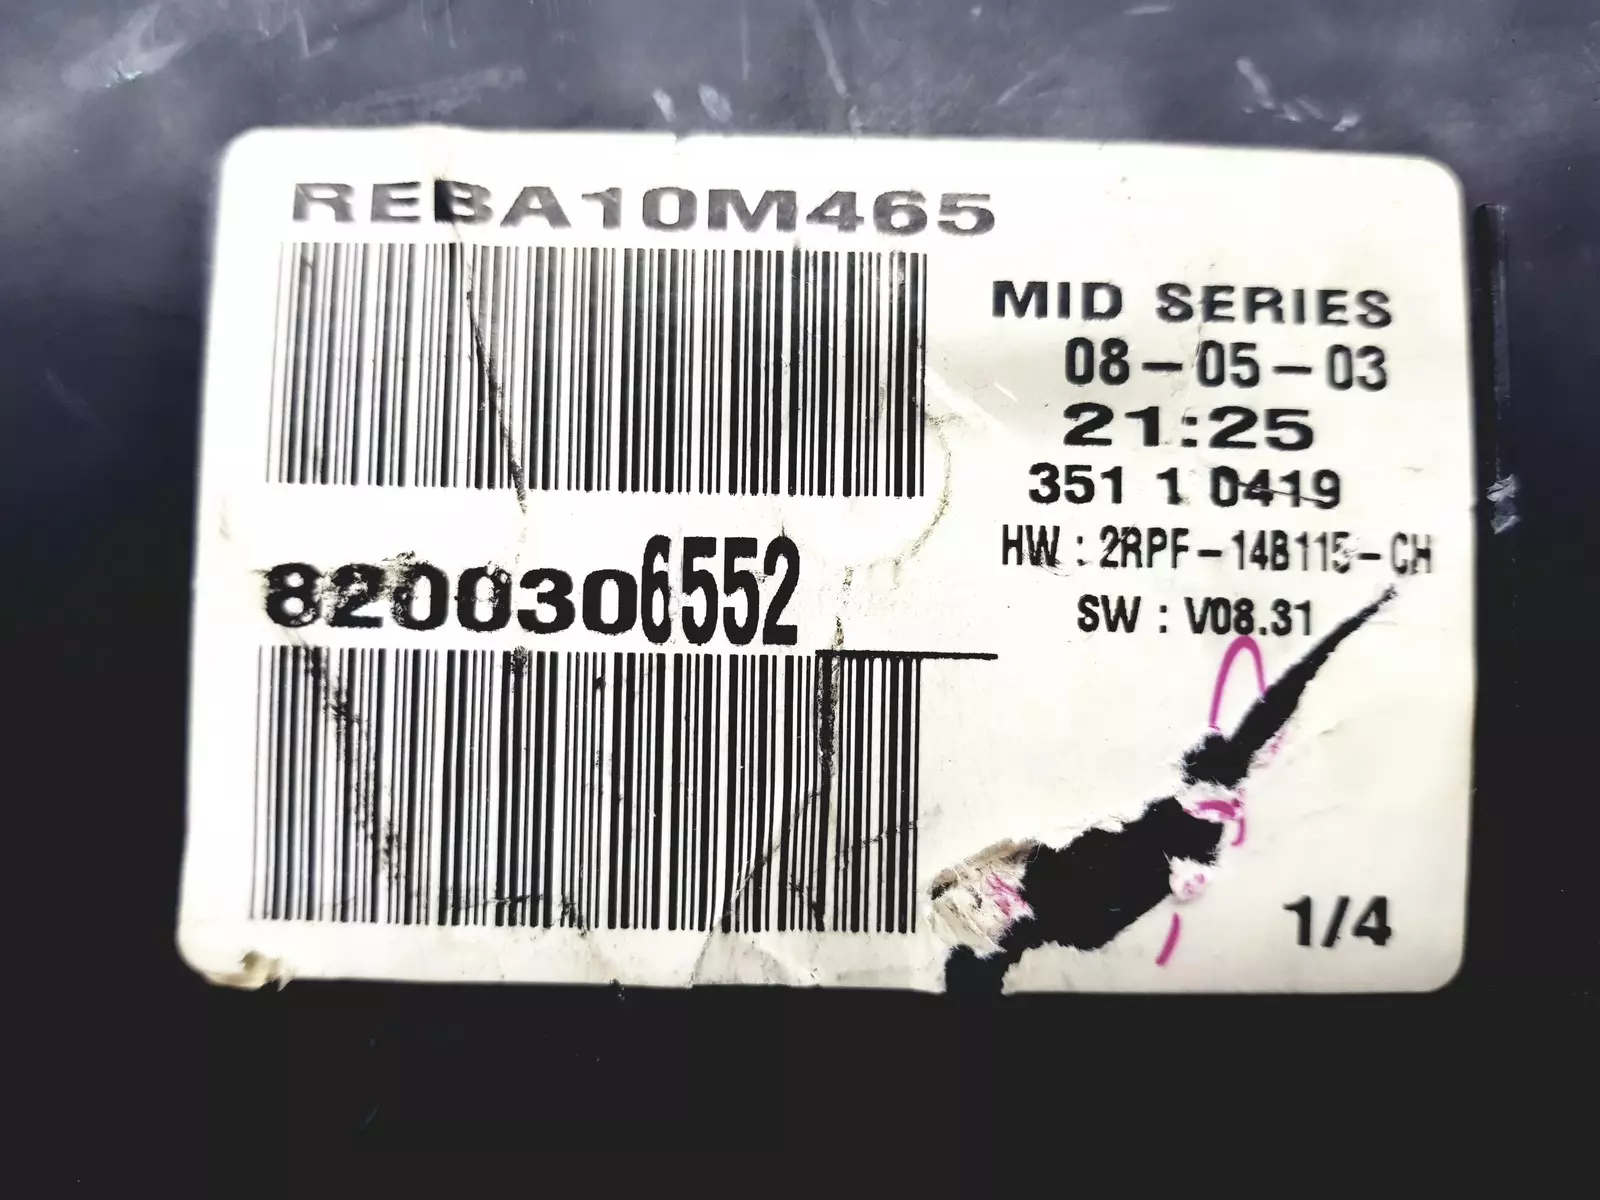 REBA10M465
MID SERIES
08-05-03
21:25
351 1 0419
HW : 2RPF-14B115-CH
SW : V08.31
8200306552
1/4